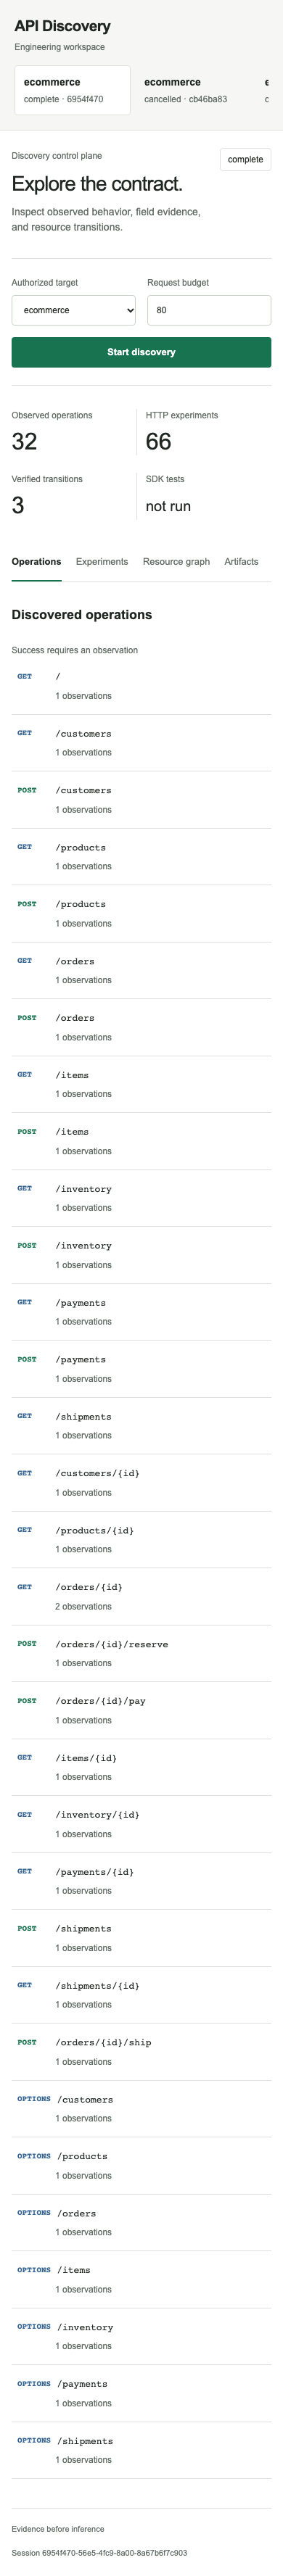 API Discovery
Engineering workspace
ecommerce
complete · 6954f470
ecommerce
cancelled · cb46ba83
Discovery control plane
complete
Explore the contract.
Inspect observed behavior, field evidence,
and resource transitions.
Authorized target
Request budget
ecommerce
80
Start discovery
Observed operations
HTTP experiments
32
66
Verified transitions
SDK tests
3
not run
Operations
Experiments
Resource graph
Artifacts
Discovered operations
Success requires an observation
GET /
1 observations
GET /customers
1 observations
POST /customers
1 observations
GET /products
1 observations
POST /products
1 observations
GET /orders
1 observations
POST /orders
1 observations
GET /items
1 observations
POST /items
1 observations
GET /inventory
1 observations
POST /inventory
1 observations
GET /payments
1 observations
POST /payments
1 observations
GET /shipments
1 observations
GET /customers/{id}
1 observations
GET /products/{id}
1 observations
GET /orders/{id}
2 observations
POST /orders/{id}/reserve
1 observations
POST /orders/{id}/pay
1 observations
GET /items/{id}
1 observations
GET /inventory/{id}
1 observations
GET /payments/{id}
1 observations
POST /shipments
1 observations
GET /shipments/{id}
1 observations
POST /orders/{id}/ship
1 observations
OPTIONS /customers
1 observations
OPTIONS /products
1 observations
OPTIONS /orders
1 observations
OPTIONS /items
1 observations
OPTIONS /inventory
1 observations
OPTIONS /payments
1 observations
OPTIONS /shipments
1 observations
Evidence before inference
Session 6954f470-56e5-4fc9-8a00-8a67b6f7c903